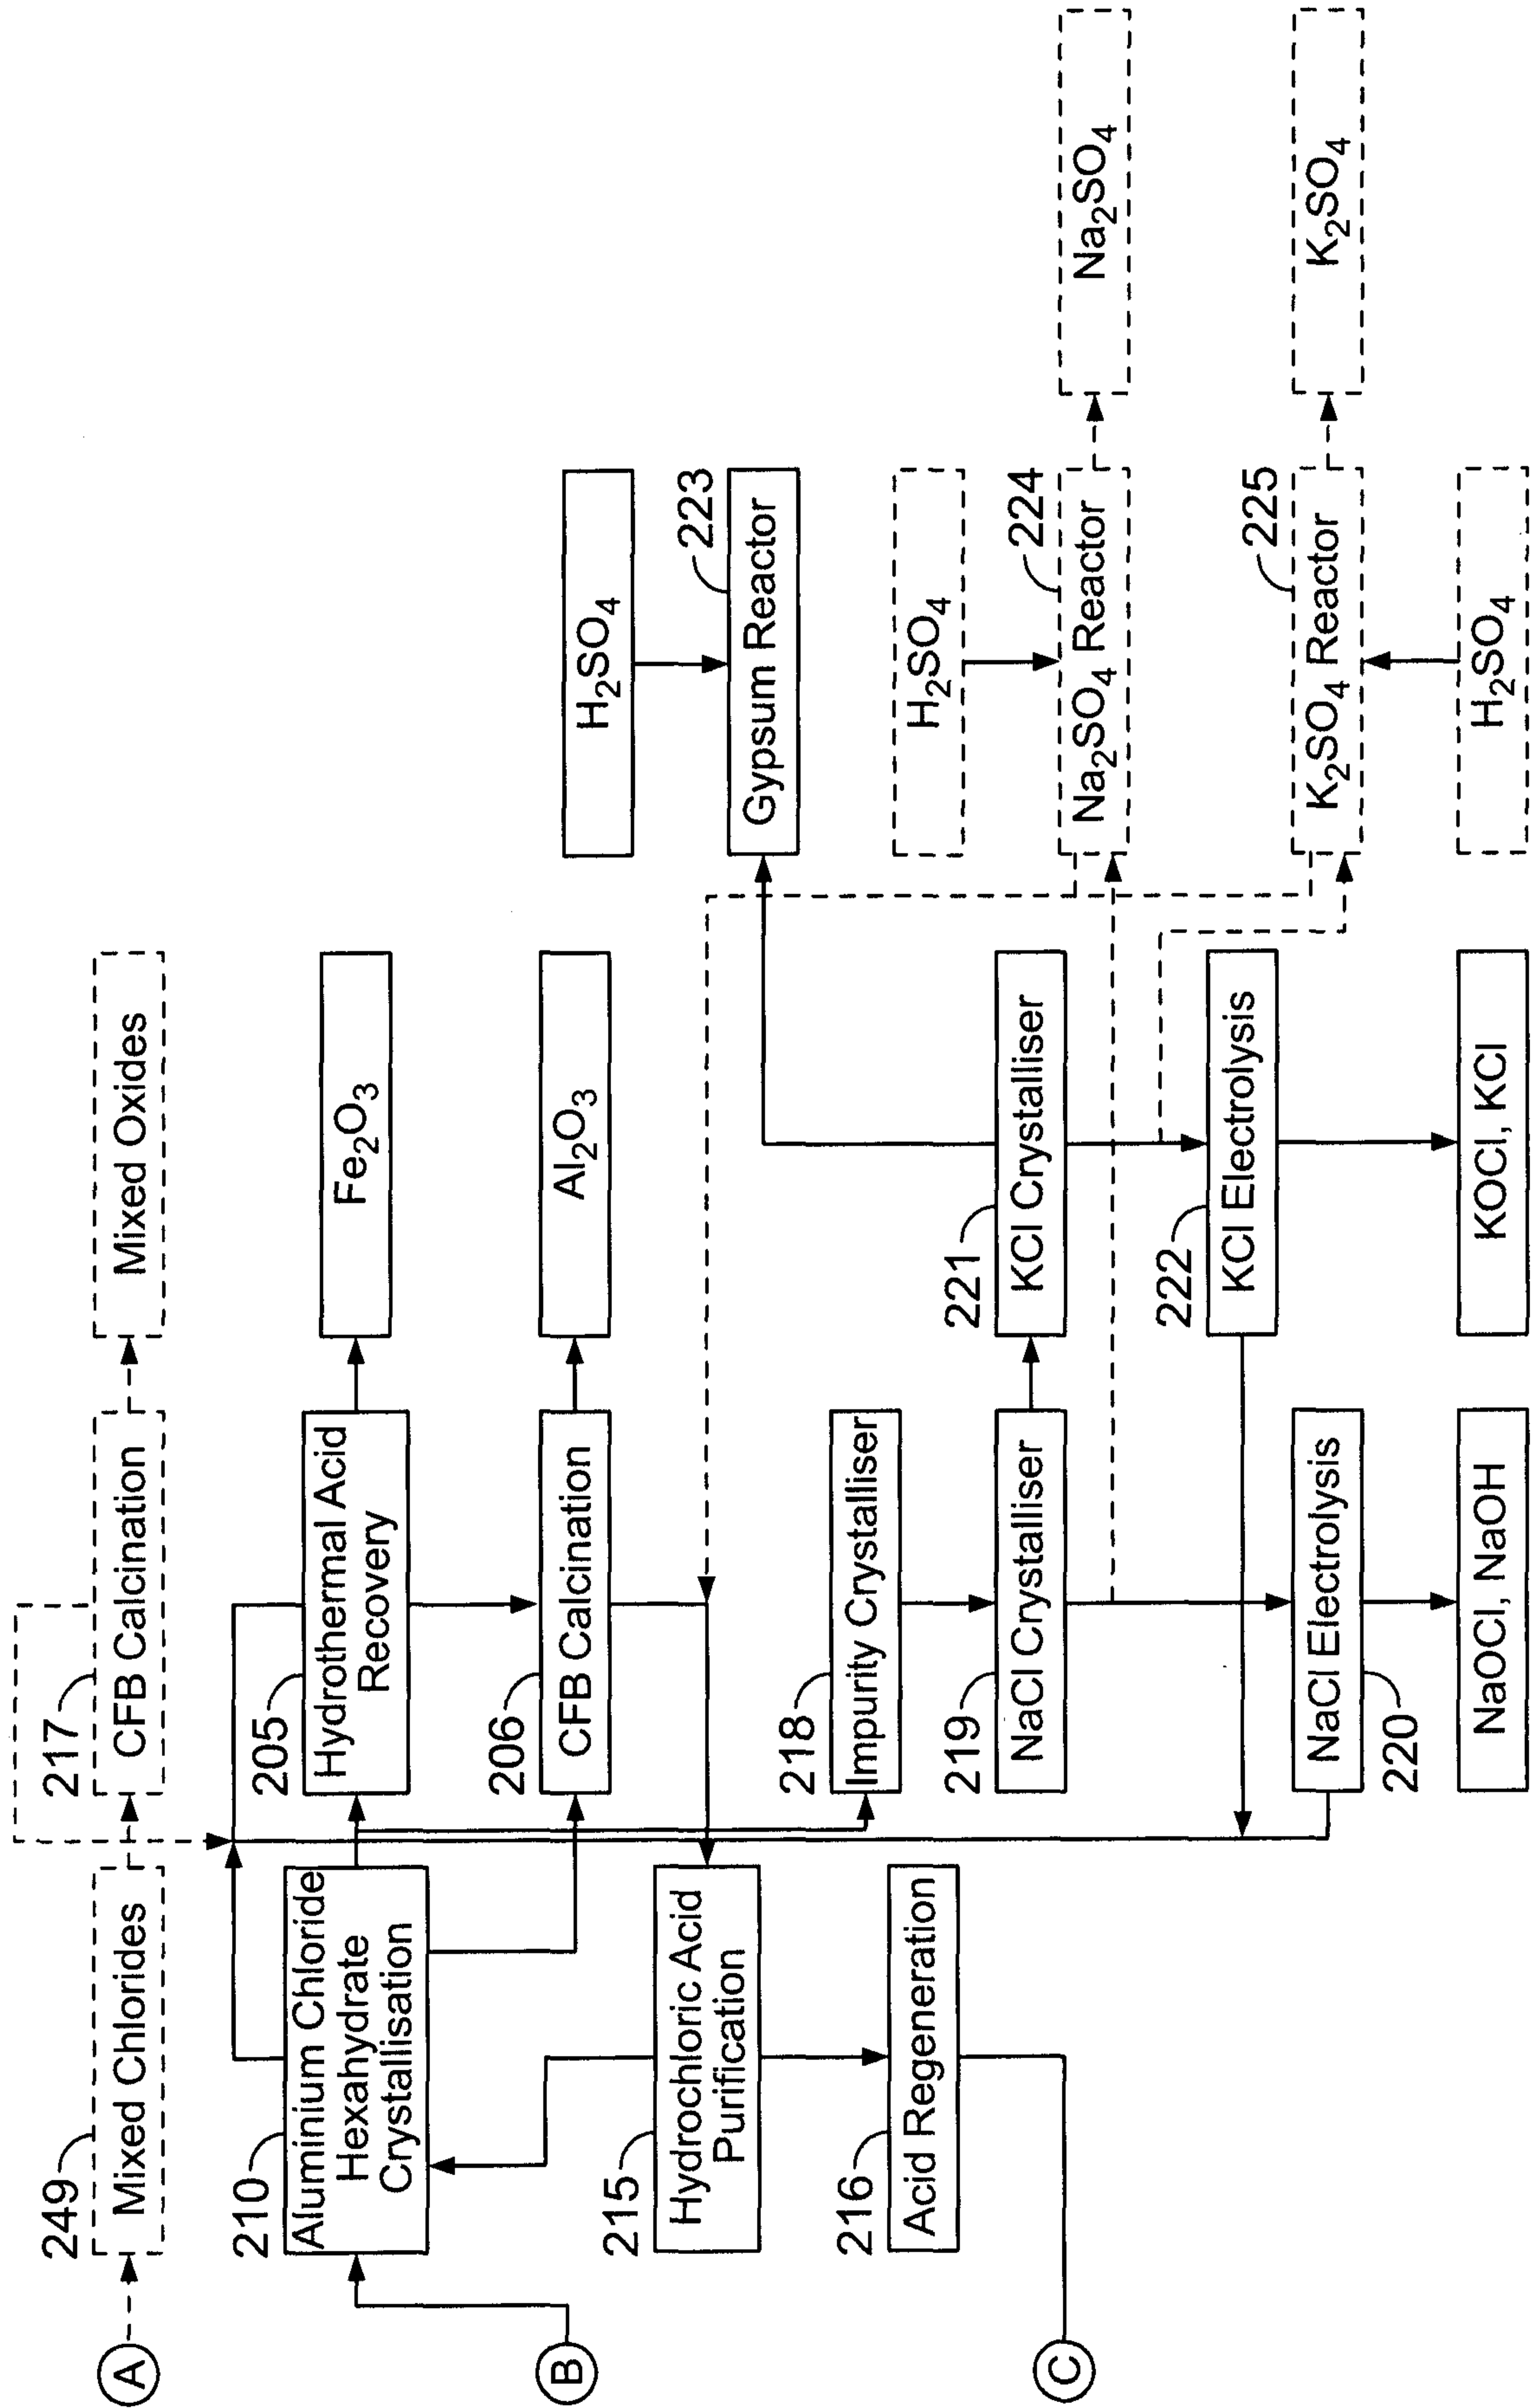 A
249
Mixed Chlorides
217
CFB Calcination
Mixed Oxides
210
Aluminium Chloride
Hexahydrate
Crystallisation
205
Hydrothermal Acid
Recovery
Fe2O3
B
206
CFB Calcination
Al2O3
H2SO4
215
Hydrochloric Acid
Purification
223
Gypsum Reactor
216
Acid Regeneration
218
Impurity Crystalliser
H2SO4
C
219
NaCl Crystalliser
221
KCl Crystalliser
224
Na2SO4 Reactor
Na2SO4
222
KCl Electrolysis
NaCl Electrolysis
220
225
K2SO4 Reactor
K2SO4
NaOCl, NaOH
KOCl, KCl
H2SO4